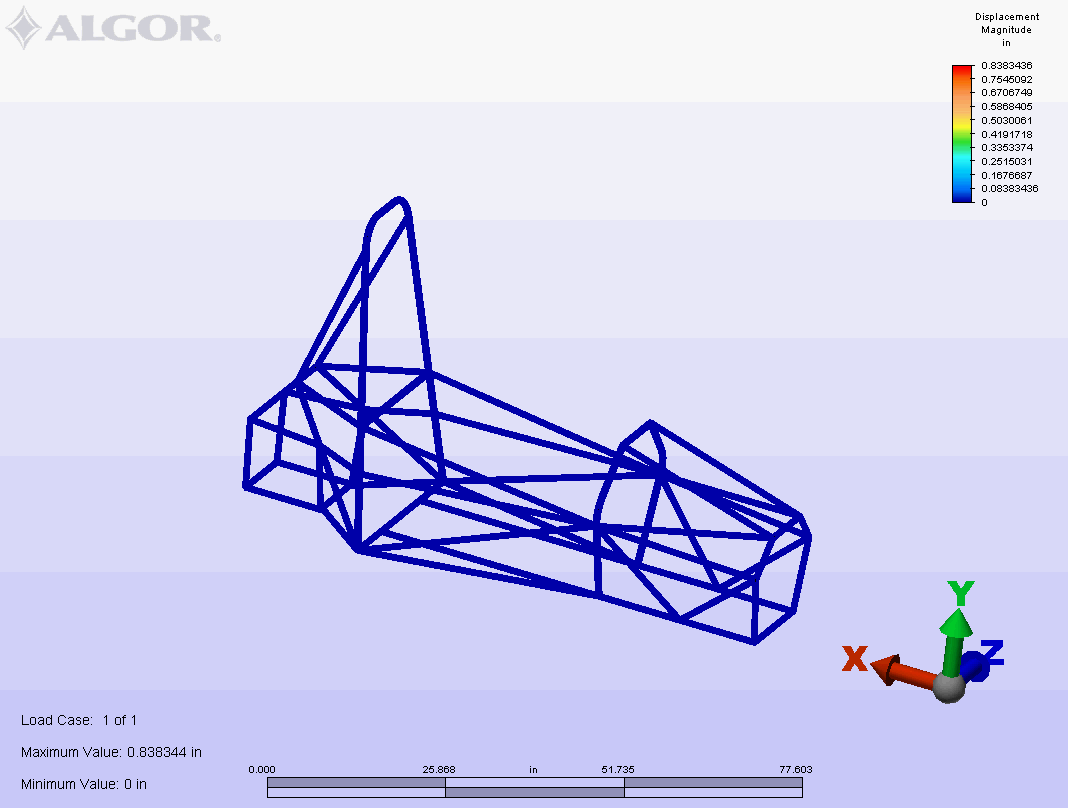 ALGOR®
Displacement
Magnitude
in
0.8383436
0.7545092
0.6706749
0.5868405
0.5030061
0.4191718
0.3353374
0.2515031
0.1676687
0.08383436
0
Y
X
Z
Load Case: 1 of 1
Maximum Value: 0.838344 in
Minimum Value: 0 in
0.000 25.868 in 51.735 77.603